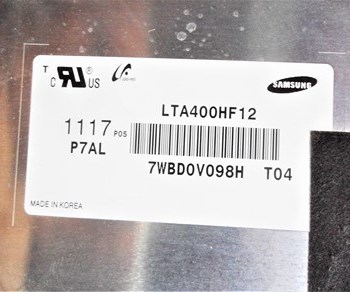 T
C US
SAMSUNG
LTA400HF12
1117 POS
P7AL
7WBD0V098H T04
MADE IN KOREA